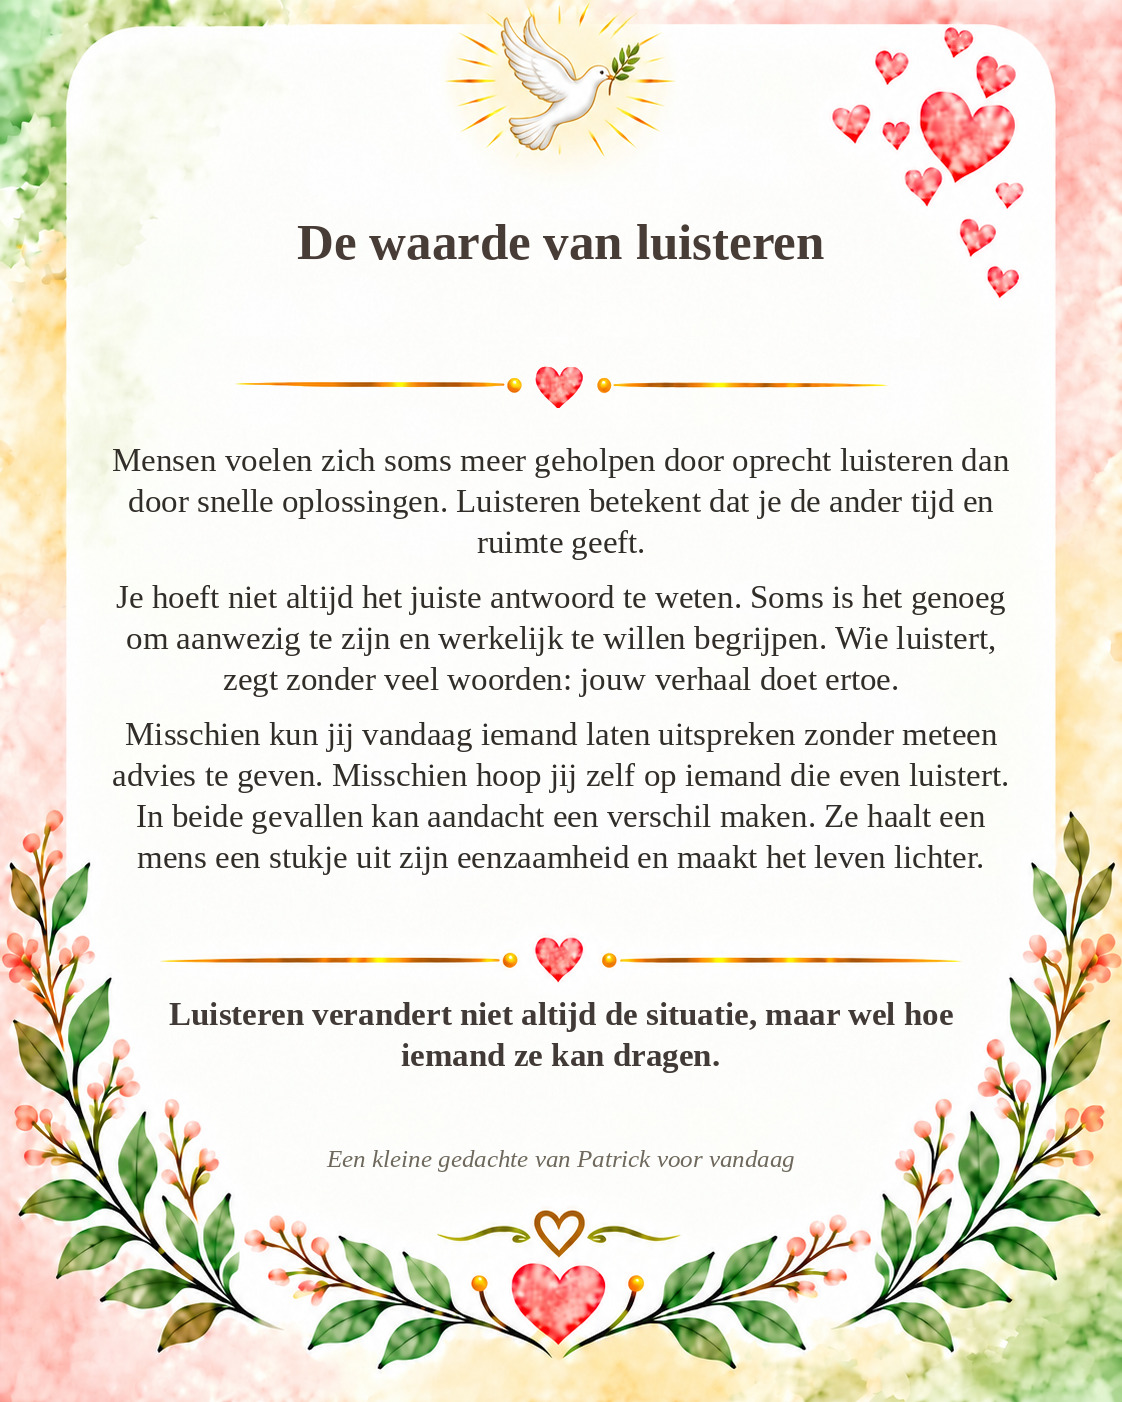 De waarde van luisteren
Mensen voelen zich soms meer geholpen door oprecht luisteren dan
door snelle oplossingen. Luisteren betekent dat je de ander tijd en
ruimte geeft.
Je hoeft niet altijd het juiste antwoord te weten. Soms is het genoeg
om aanwezig te zijn en werkelijk te willen begrijpen. Wie luistert,
zegt zonder veel woorden: jouw verhaal doet ertoe.
Misschien kun jij vandaag iemand laten uitspreken zonder meteen
advies te geven. Misschien hoop jij zelf op iemand die even luistert.
In beide gevallen kan aandacht een verschil maken. Ze haalt een
mens een stukje uit zijn eenzaamheid en maakt het leven lichter.
Luisteren verandert niet altijd de situatie, maar wel hoe
iemand ze kan dragen.
Een kleine gedachte van Patrick voor vandaag